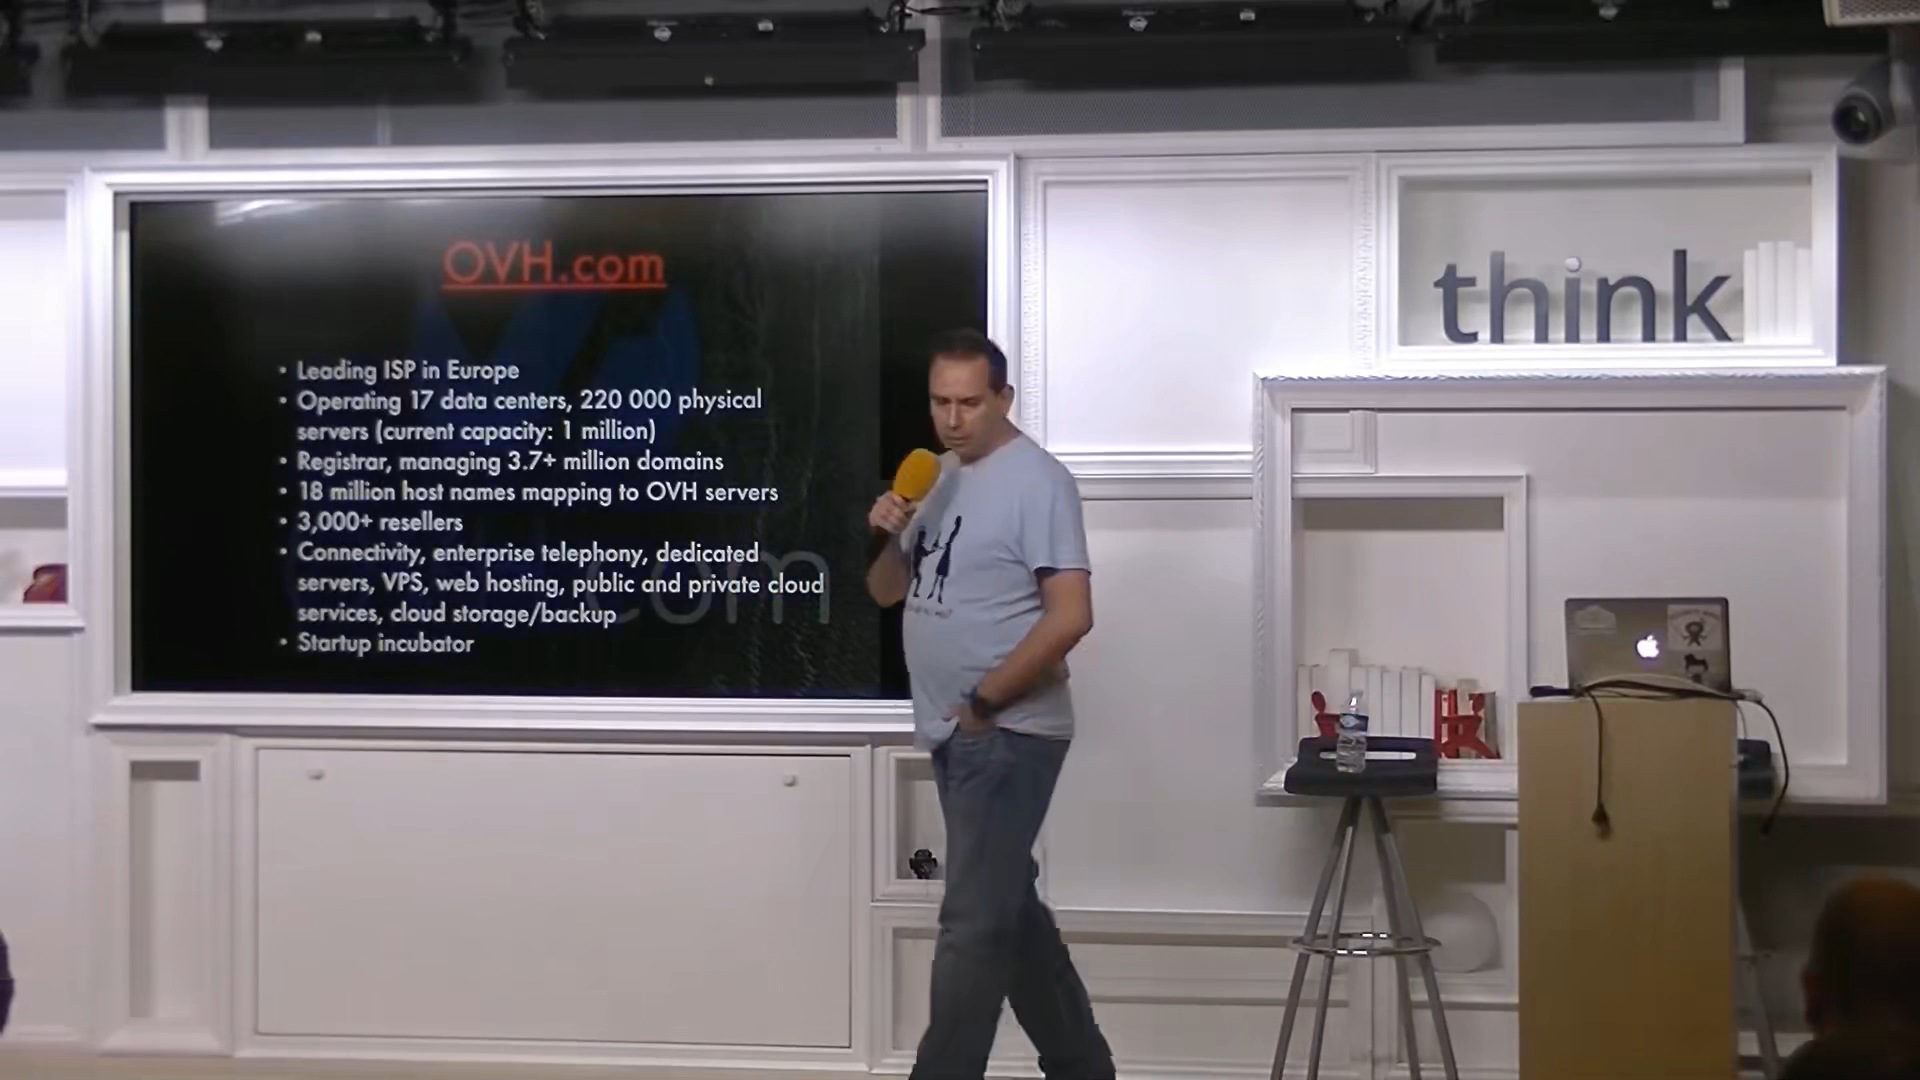 OVH.com
• Leading ISP in Europe
• Operating 17 data centers, 220 000 physical
servers (current capacity: 1 million)
• Registrar, managing 3.7+ million domains
• 18 million host names mapping to OVH servers
• 3,000+ resellers
• Connectivity, enterprise telephony, dedicated
servers, VPS, web hosting, public and private cloud
services, cloud storage/backup
• Startup incubator
.com
think